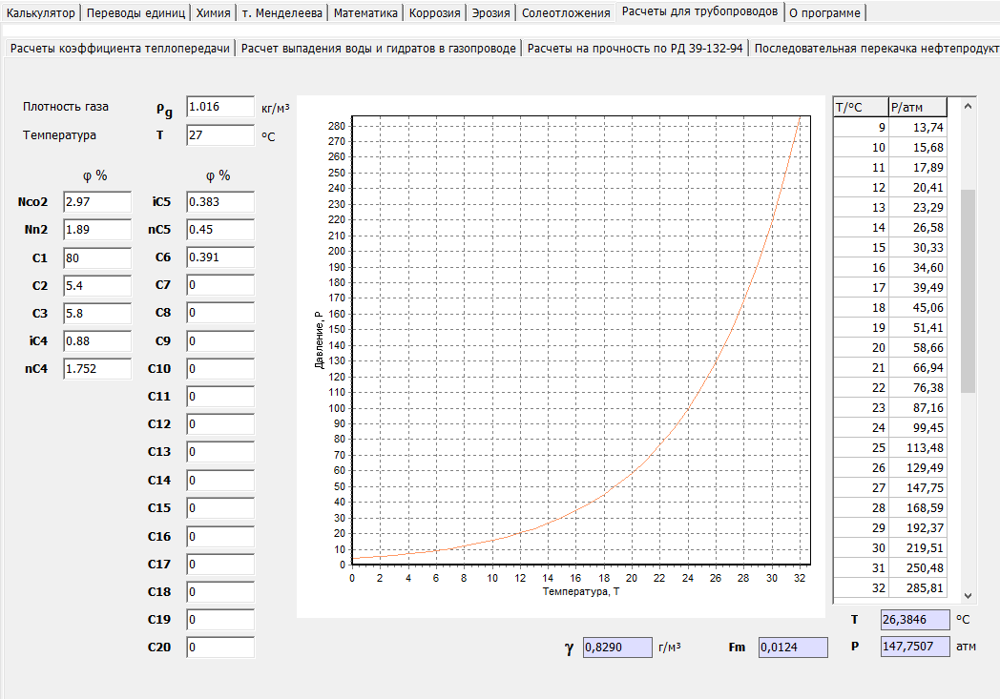 Калькулятор Переводы единиц Химия т. Менделеева Математика Коррозия Эрозия Солеотложения Расчеты для трубопроводов О программе
Расчеты коэффициента теплопередачи Расчет выпадения воды и гидратов в газопроводе Расчеты на прочность по РД 39-132-94 Последовательная перекачка нефтепродукт
Плотность газа ρg 1.016 кг/м³
Температура T 27 ºC
φ % φ %
Nco2 2.97 iC5 0.383
Nn2 1.89 nC5 0.45
C1 80 C6 0.391
C2 5.4 C7 0
C3 5.8 C8 0
iC4 0.88 C9 0
nC4 1.752 C10 0
C11 0
C12 0
C13 0
C14 0
C15 0
C16 0
C17 0
C18 0
C19 0
C20 0
Давление, P
280
270
260
250
240
230
220
210
200
190
180
170
160
150
140
130
120
110
100
90
80
70
60
50
40
30
20
10
0
0 2 4 6 8 10 12 14 16 18 20 22 24 26 28 30 32
Температура, T
T/ºC P/атм
9 13,74
10 15,68
11 17,89
12 20,41
13 23,29
14 26,58
15 30,33
16 34,60
17 39,49
18 45,06
19 51,41
20 58,66
21 66,94
22 76,38
23 87,16
24 99,45
25 113,48
26 129,49
27 147,75
28 168,59
29 192,37
30 219,51
31 250,48
32 285,81
T 26,3846 ºC
γ 0,8290 г/м³ Fm 0,0124 P 147,7507 атм